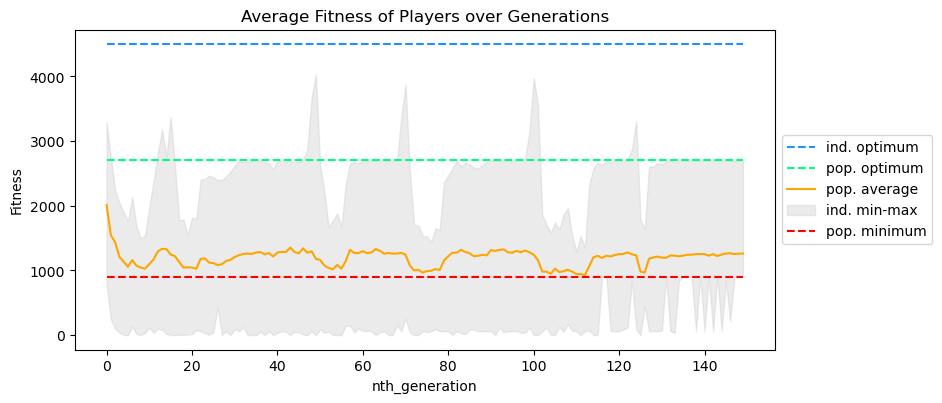 Average Fitness of Players over Generations
Fitness
4000
3000
2000
1000
0
0 20 40 60 80 100 120 140
nth_generation
ind. optimum
pop. optimum
pop. average
ind. min-max
pop. minimum